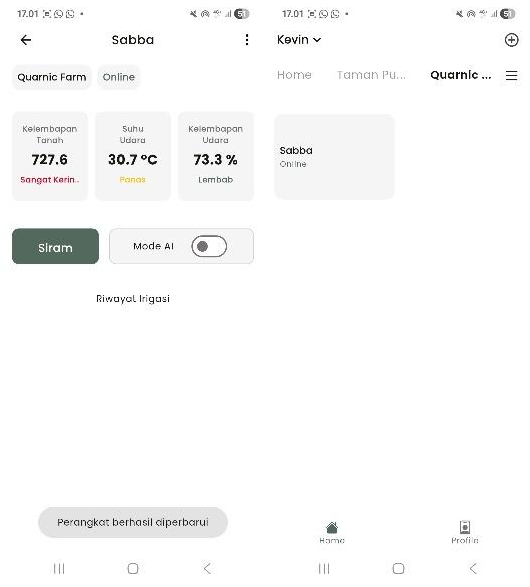 17.01
51
Sabba
Quarnic Farm
Online
Kelembapan
Tanah
727.6
Sangat Kerin..
Suhu
Udara
30.7 °C
Panas
Kelembapan
Udara
73.3 %
Lembab
Siram
Mode AI
Riwayat Irigasi
Perangkat berhasil diperbarui
17.01
51
Kevin
Home
Taman Pu...
Quarnic ...
Sabba
Online
Home
Profile